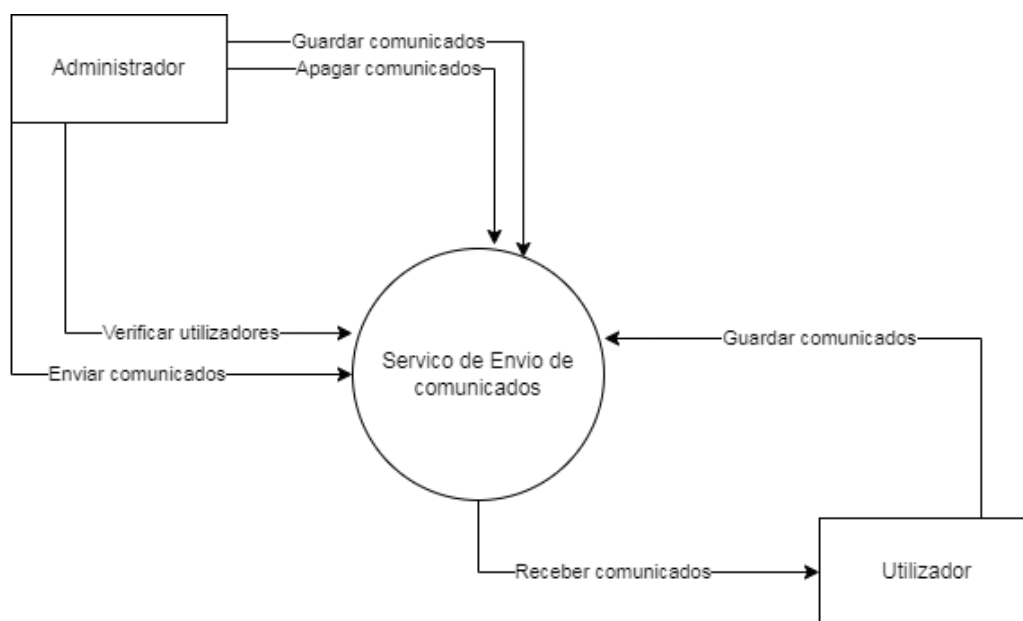 Guardar comunicados
Administrador
Apagar comunicados
Verificar utilizadores
Guardar comunicados
Servico de Envio de
comunicados
Enviar comunicados
Receber comunicados
Utilizador